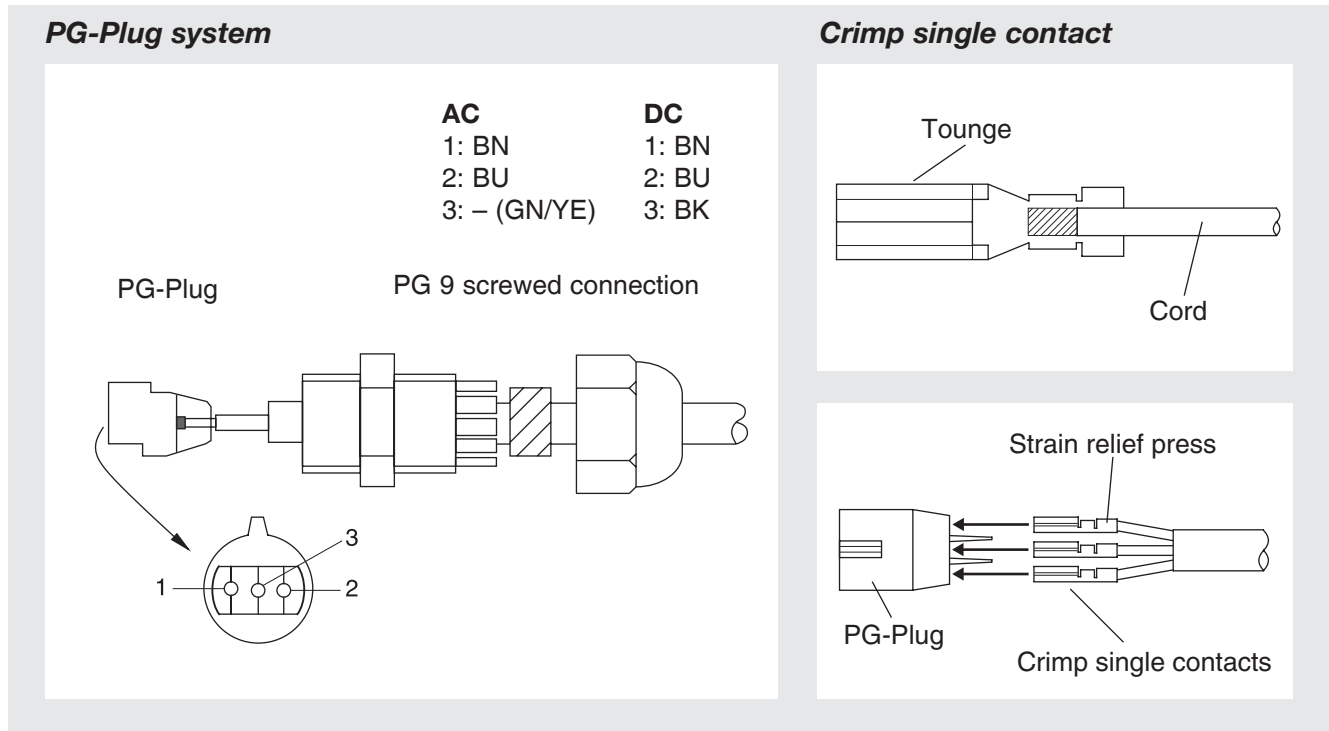 PG-Plug system
AC
1: BN
2: BU
3: – (GN/YE)
DC
1: BN
2: BU
3: BK
PG-Plug
PG 9 screwed connection
1
3
2
Crimp single contact
Tounge
Cord
Strain relief press
PG-Plug
Crimp single contacts